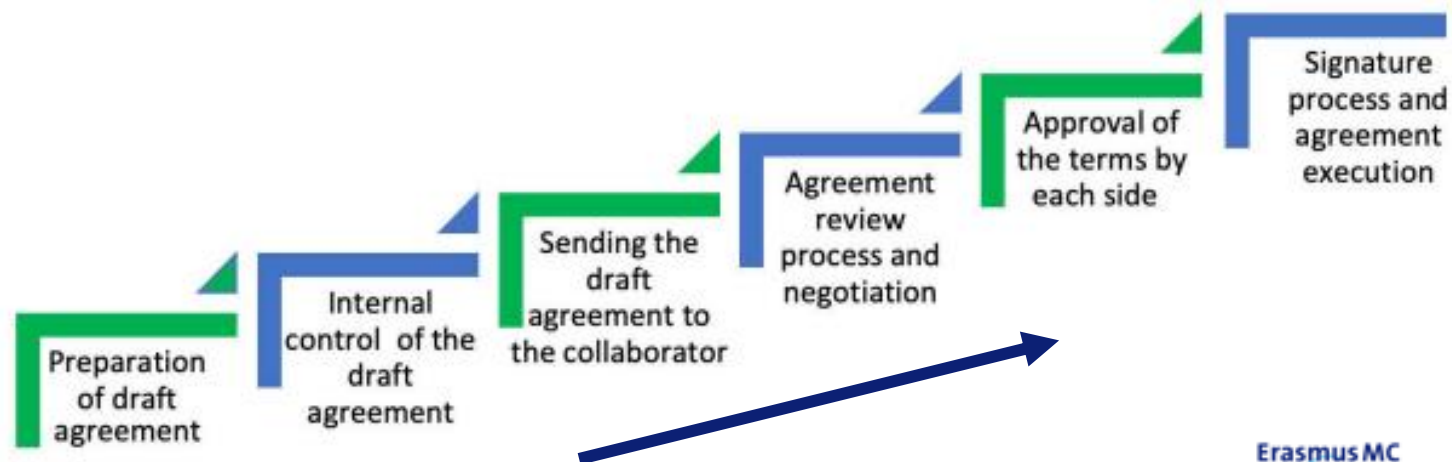 Preparation
of draft
agreement
Internal
control of the
draft
agreement
Sending the
draft
agreement to
the collaborator
Agreement
review
process and
negotiation
Approval of
the terms by
each side
Signature
process and
agreement
execution
Erasmus MC